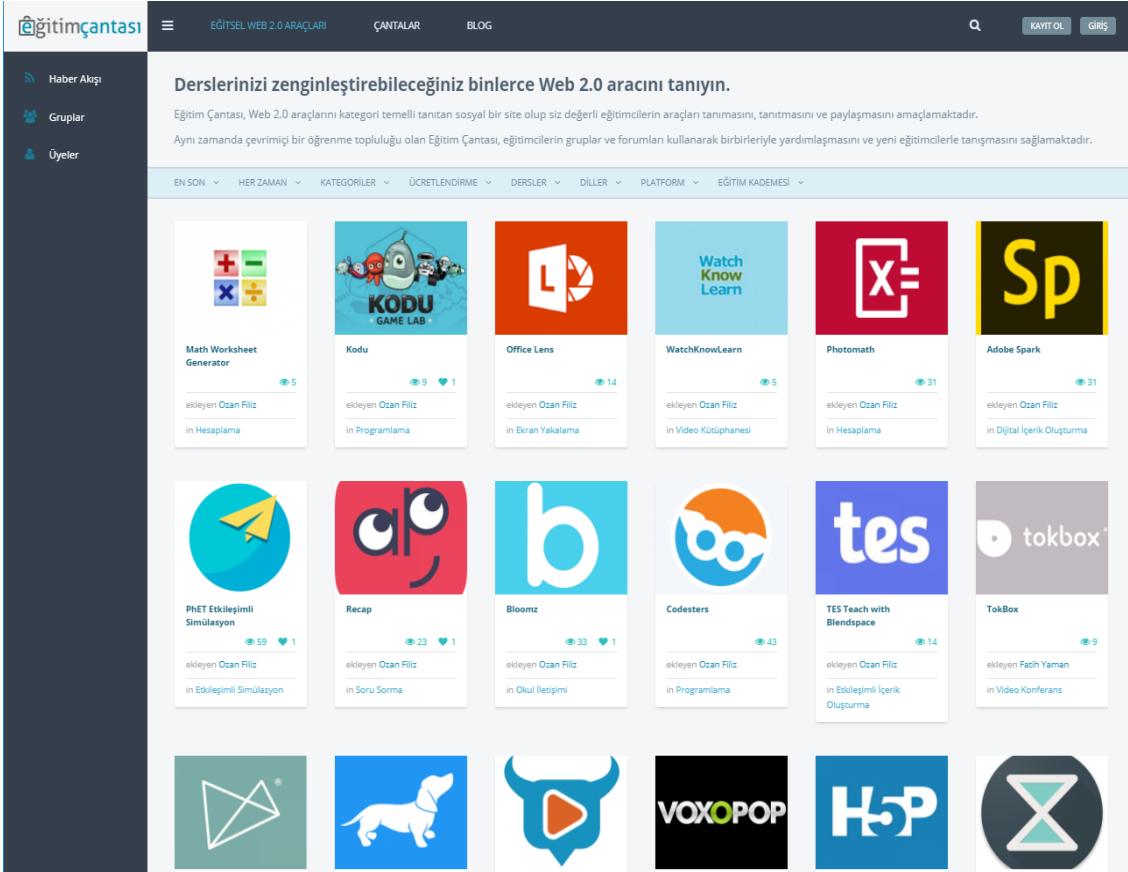 eğitimçantası
EĞİTSEL WEB 2.0 ARAÇLARI ÇANTALAR BLOG KAYIT OL GİRİŞ
Haber Akışı
Gruplar
Üyeler
Derslerinizi zenginleştirebileceğiniz binlerce Web 2.0 aracını tanıyın.
Eğitim Çantası, Web 2.0 araçlarını kategori temelli tanıtan sosyal bir site olup siz değerli eğitimcilerin araçları tanımasını, tanıtmasını ve paylaşmasını amaçlamaktadır.
Aynı zamanda çevrimiçi bir öğrenme topluluğu olan Eğitim Çantası, eğitimcilerin gruplar ve forumları kullanarak birbirleriyle yardımlaşmasını ve yeni eğitimcilerle tanışmasını sağlamaktadır.
EN SON HER ZAMAN KATEGORİLER ÜCRETLENDİRME DERSLER DİLLER PLATFORM EĞİTİM KADEMESİ
Math Worksheet
Generator
5
ekleyen Ozan Filiz
in Hesaplama
KODU
GAME LAB
Kodu
9 1
ekleyen Ozan Filiz
in Programlama
L
Office Lens
14
ekleyen Ozan Filiz
in Ekran Yakalama
Watch
Know
Learn
WatchKnowLearn
5
ekleyen Ozan Filiz
in Video Kütüphanesi
X=
Photomath
31
ekleyen Ozan Filiz
in Hesaplama
Sp
Adobe Spark
31
ekleyen Ozan Filiz
in Dijital İçerik Oluşturma
PhET Etkileşimli
Simülasyon
59 1
ekleyen Ozan Filiz
in Etkileşimli Simülasyon
Recap
23 1
ekleyen Ozan Filiz
in Soru Sorma
b
Bloomz
33 1
ekleyen Ozan Filiz
in Okul İletişimi
Codesters
43
ekleyen Ozan Filiz
in Programlama
tes
TES Teach with
Blendspace
14
ekleyen Ozan Filiz
in Etkileşimli İçerik
Oluşturma
tokbox
TokBox
9
ekleyen Fatih Yaman
in Video Konferans
VOXOPOP
H5P